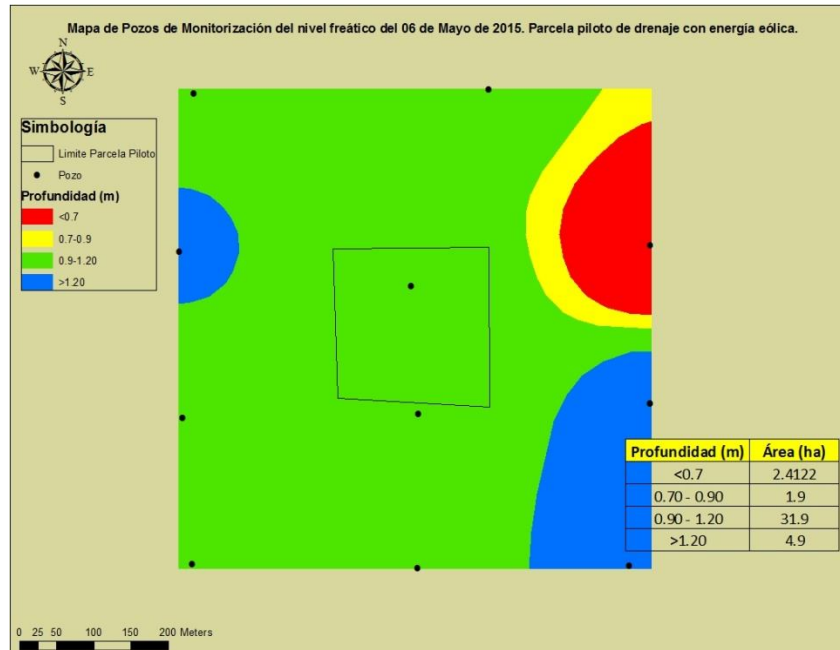 Mapa de Pozos de Monitorización del nivel freático del 06 de Mayo de 2015. Parcela piloto de drenaje con energía eólica.
N
W E
S
Simbología
Limite Parcela Piloto
Pozo
Profundidad (m)
<0.7
0.7-0.9
0.9-1.20
>1.20
Profundidad (m) Área (ha)
<0.7 2.4122
0.70 - 0.90 1.9
0.90 - 1.20 31.9
>1.20 4.9
0 25 50 100 150 200 Meters